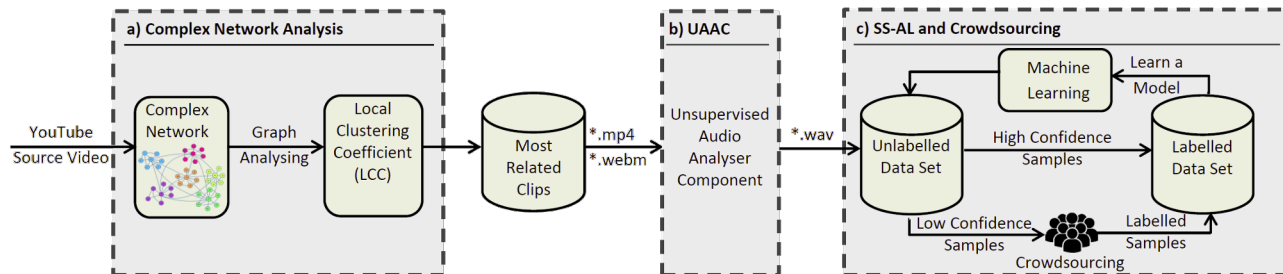 a) Complex Network Analysis
b) UAAC
c) SS-AL and Crowdsourcing
YouTube
Source Video
Complex
Network
Graph
Analysing
Local
Clustering
Coefficient
(LCC)
Most
Related
Clips
*.mp4
*.webm
Unsupervised
Audio
Analyser
Component
*.wav
Machine
Learning
Learn a
Model
Unlabelled
Data Set
High Confidence
Samples
Labelled
Data Set
Low Confidence
Samples
Crowdsourcing
Labelled
Samples